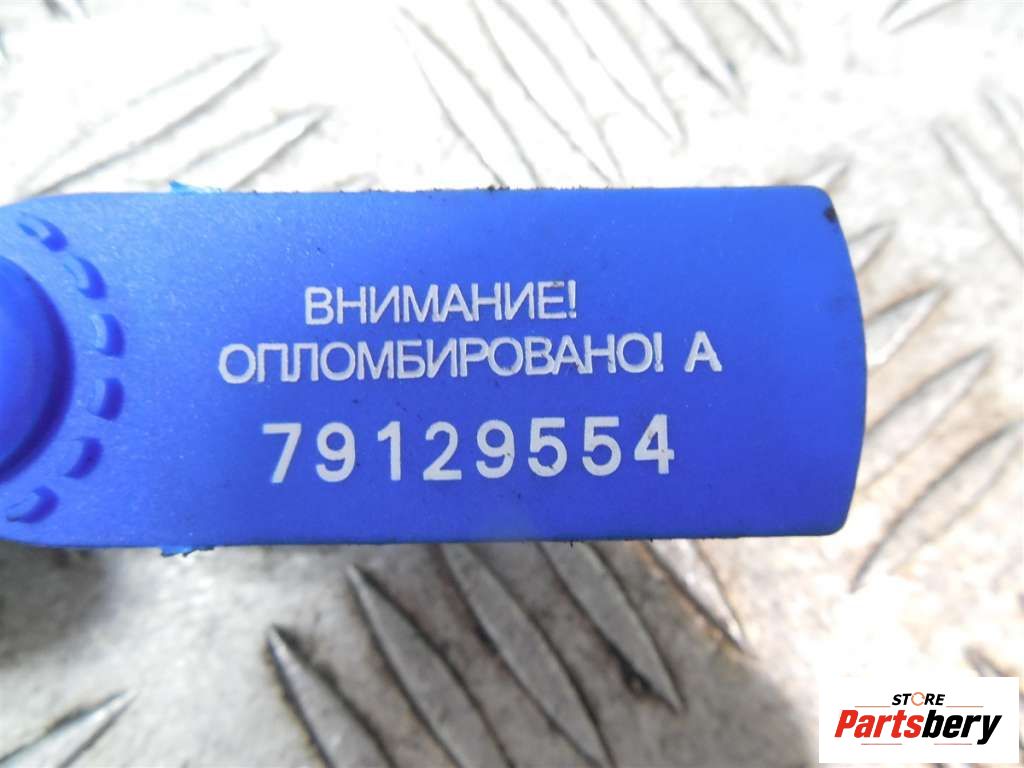 ВНИМАНИЕ!
ОПЛОМБИРОВАНО! А
79129554
STORE
Partsbery